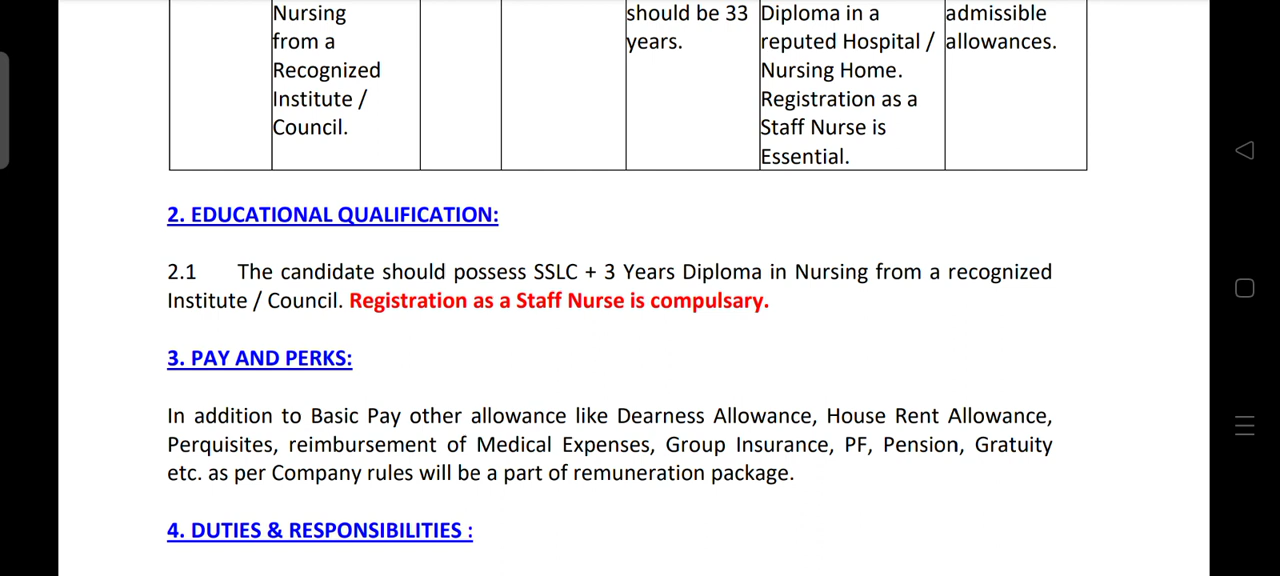 Nursing
from a
Recognized
Institute /
Council.
should be 33
years.
Diploma in a
reputed Hospital /
Nursing Home.
Registration as a
Staff Nurse is
Essential.
admissible
allowances.
2. EDUCATIONAL QUALIFICATION:
2.1 The candidate should possess SSLC + 3 Years Diploma in Nursing from a recognized
Institute / Council. Registration as a Staff Nurse is compulsary.
3. PAY AND PERKS:
In addition to Basic Pay other allowance like Dearness Allowance, House Rent Allowance,
Perquisites, reimbursement of Medical Expenses, Group Insurance, PF, Pension, Gratuity
etc. as per Company rules will be a part of remuneration package.
4. DUTIES & RESPONSIBILITIES :